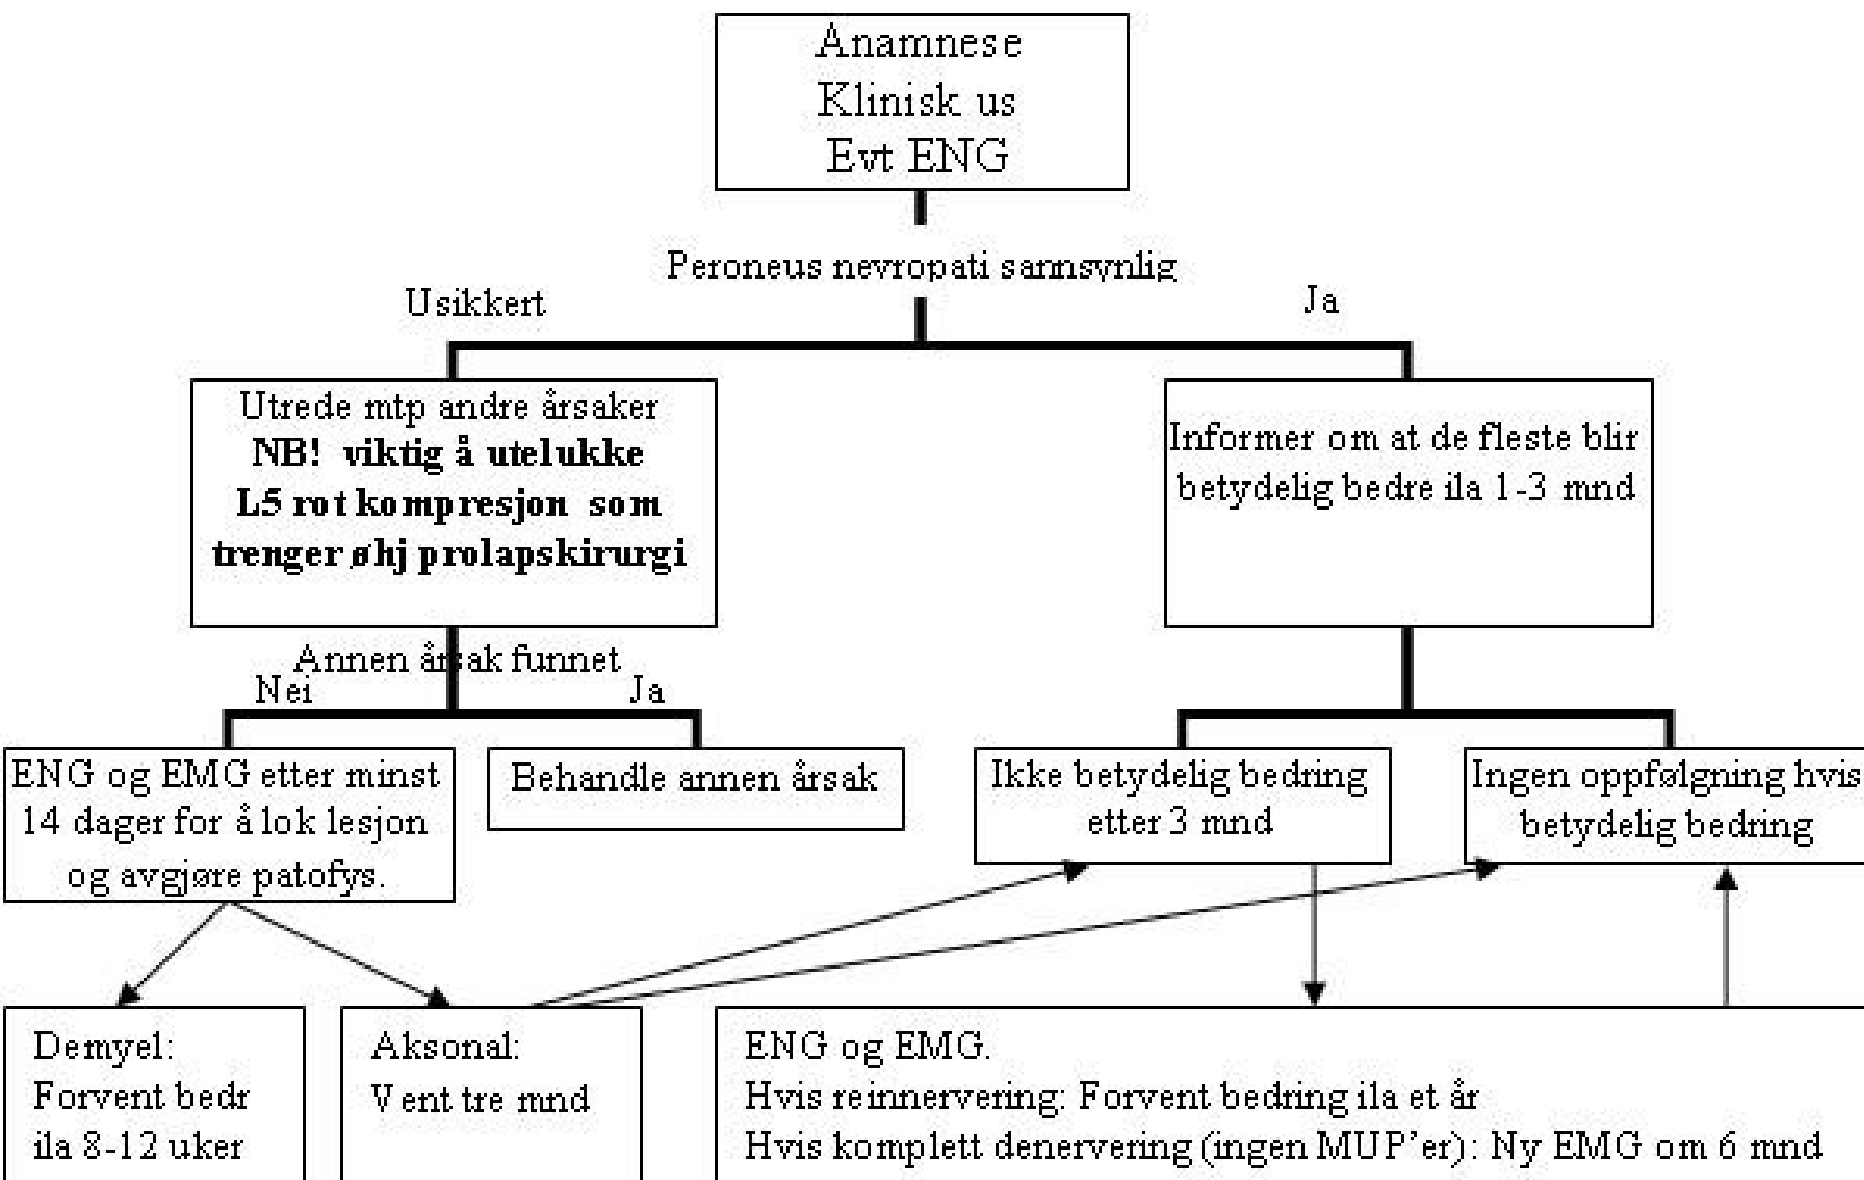 Anamnese
Klinisk us
Evt ENG
Peroneus nevropati sannsynlig
Usikkert
Ja
Utrede mtp andre årsaker
NB! viktig å utelukke
L5 rot kompresjon som
trenger øhj prolapskirurgi
Informer om at de fleste blir
betydelig bedre ila 1-3 mnd
Annen årsak funnet
Nei
Ja
ENG og EMG etter minst
14 dager for å lok lesjon
og avgjøre patofys.
Behandle annen årsak
Ikke betydelig bedring
etter 3 mnd
Ingen oppfølgning hvis
betydelig bedring
Demyel:
Forvent bedr
ila 8-12 uker
Aksonal:
Vent tre mnd
ENG og EMG.
Hvis reinnervering: Forvent bedring ila et år
Hvis komplett denervering (ingen MUP'er): Ny EMG om 6 mnd